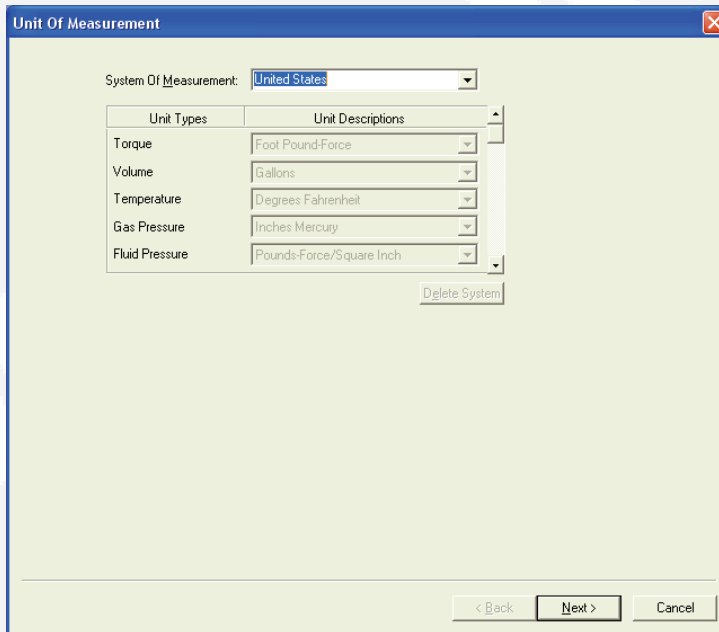 Unit Of Measurement
System Of Measurement: United States
Unit Types Unit Descriptions
Torque Foot Pound-Force
Volume Gallons
Temperature Degrees Fahrenheit
Gas Pressure Inches Mercury
Fluid Pressure Pounds-Force/Square Inch
Delete System
< Back Next > Cancel